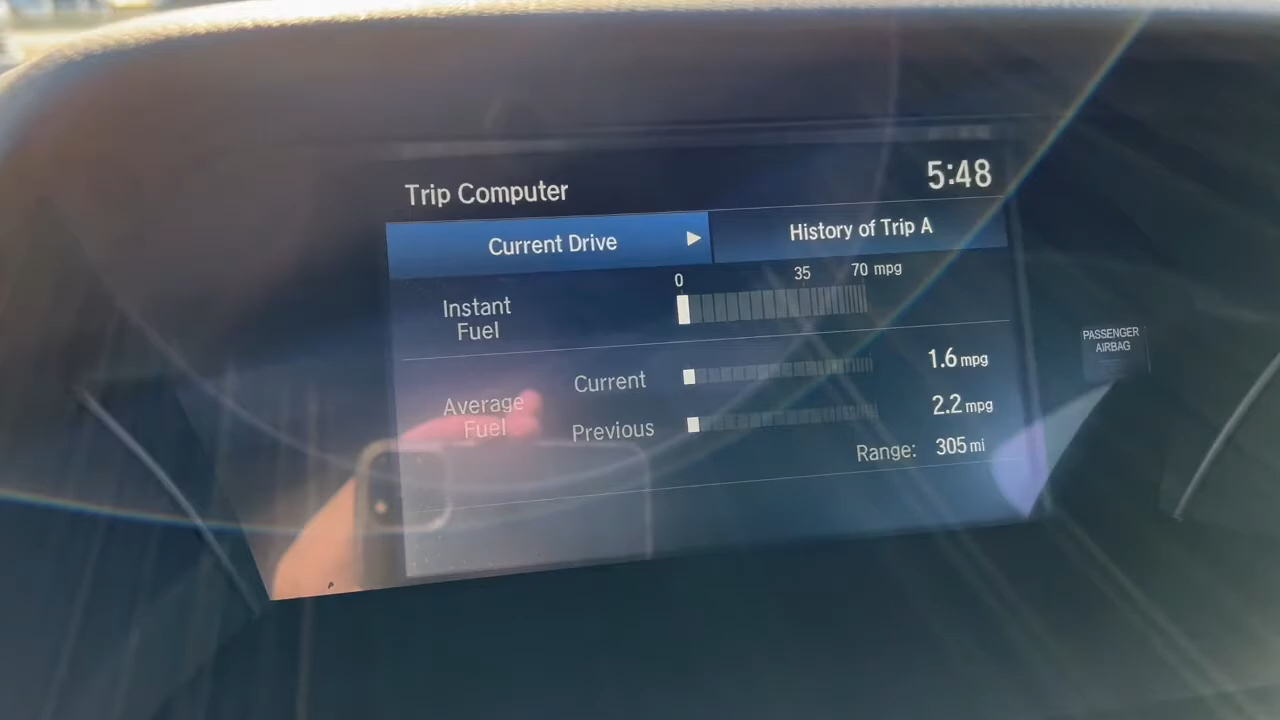 Trip Computer
5:48
Current Drive
History of Trip A
0 35 70 mpg
Instant
Fuel
Average
Fuel
Current 1.6 mpg
Previous 2.2 mpg
Range: 305 mi
PASSENGER
AIRBAG